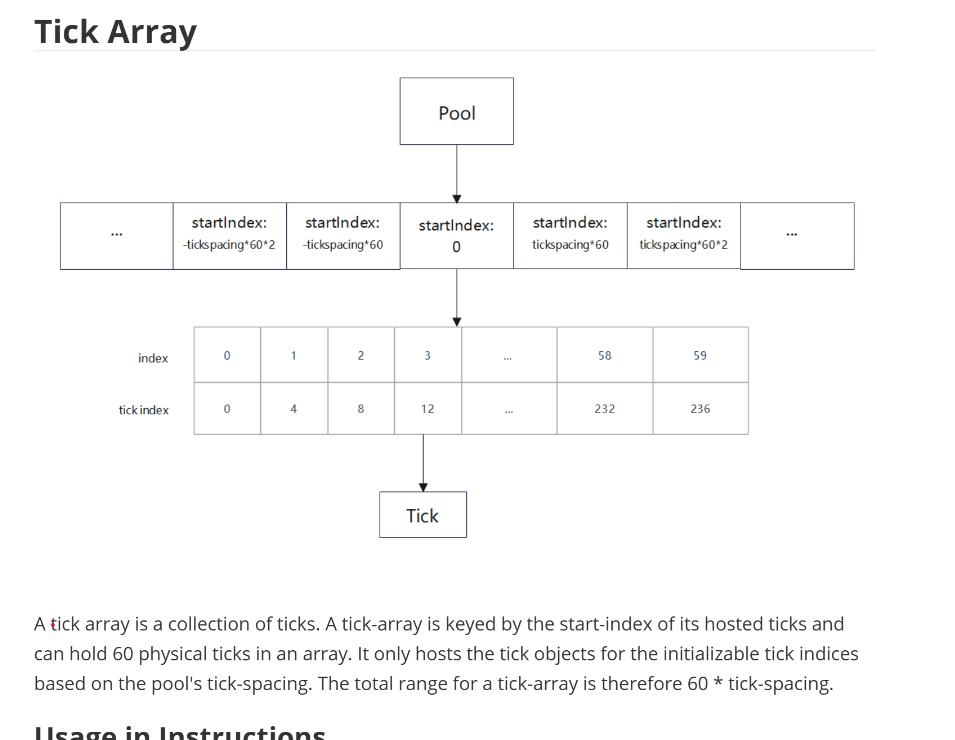 Tick Array
Pool
... startIndex: startIndex: startIndex: startIndex: startIndex: ...
-tickspacing*60*2 -tickspacing*60 0 tickspacing*60 tickspacing*60*2
index 0 1 2 3 ... 58 59
tick index 0 4 8 12 ... 232 236
Tick
A tick array is a collection of ticks. A tick-array is keyed by the start-index of its hosted ticks and
can hold 60 physical ticks in an array. It only hosts the tick objects for the initializable tick indices
based on the pool's tick-spacing. The total range for a tick-array is therefore 60 * tick-spacing.
Usage in Instructions